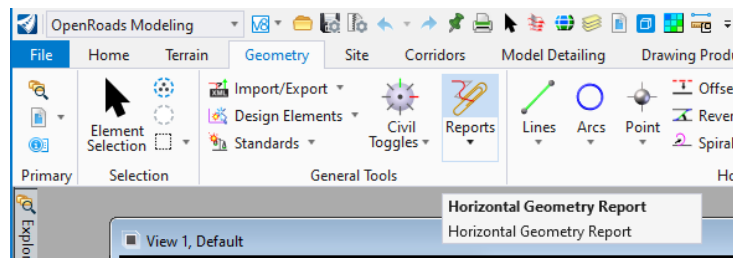 OpenRoads Modeling
File Home Terrain Geometry Site Corridors Model Detailing Drawing Produ
Import/Export Offse
Design Elements Rever
Standards Spiral
Element
Selection
Civil
Toggles
Reports Lines Arcs Point
Primary Selection General Tools Ho
Horizontal Geometry Report
Horizontal Geometry Report
Explo
View 1, Default